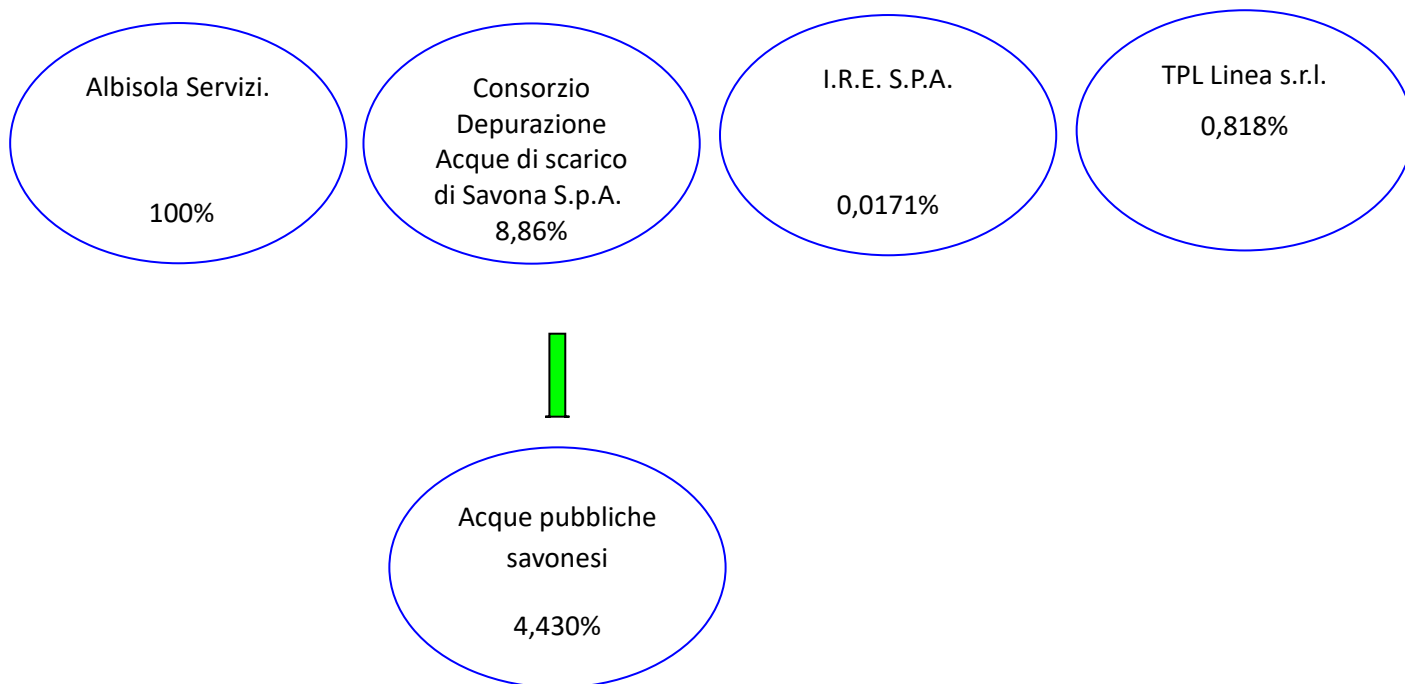 Albisola Servizi.
100%
Consorzio
Depurazione
Acque di scarico
di Savona S.p.A.
8,86%
I.R.E. S.P.A.
0,0171%
TPL Linea s.r.l.
0,818%
Acque pubbliche
savonesi
4,430%